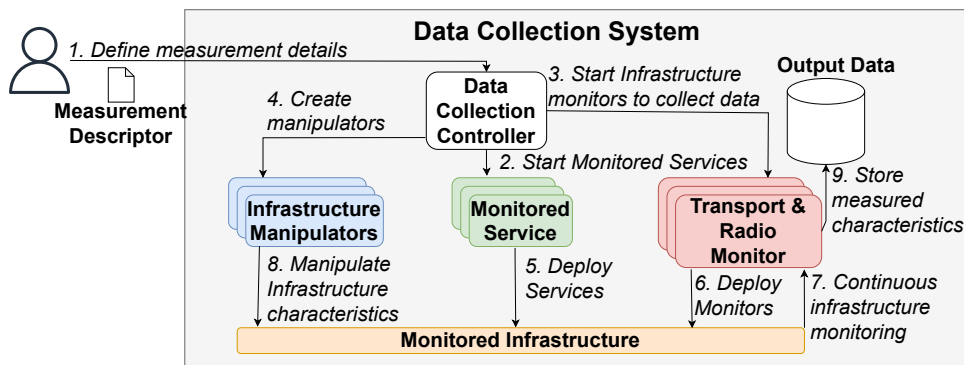 Data Collection System
1. Define measurement details
Measurement
Descriptor
Data
Collection
Controller
3. Start Infrastructure
monitors to collect data
Output Data
4. Create
manipulators
2. Start Monitored Services
Infrastructure
Manipulators
Monitored
Service
Transport &
Radio
Monitor
9. Store
measured
characteristics
8. Manipulate
Infrastructure
characteristics
5. Deploy
Services
6. Deploy
Monitors
7. Continuous
infrastructure
monitoring
Monitored Infrastructure